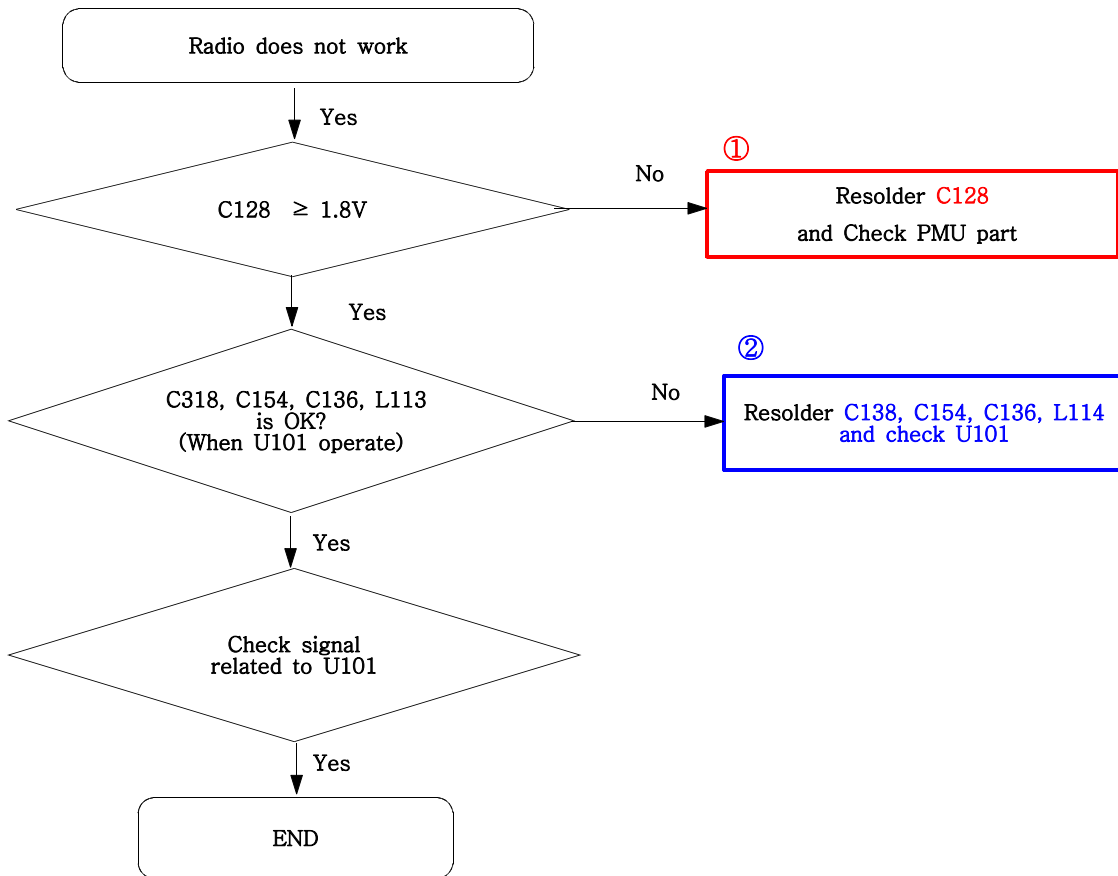 Radio does not work
Yes
C128 ≥ 1.8V
No
①
Resolder C128
and Check PMU part
Yes
C318, C154, C136, L113
is OK?
(When U101 operate)
No
②
Resolder C138, C154, C136, L114
and check U101
Yes
Check signal
related to U101
Yes
END